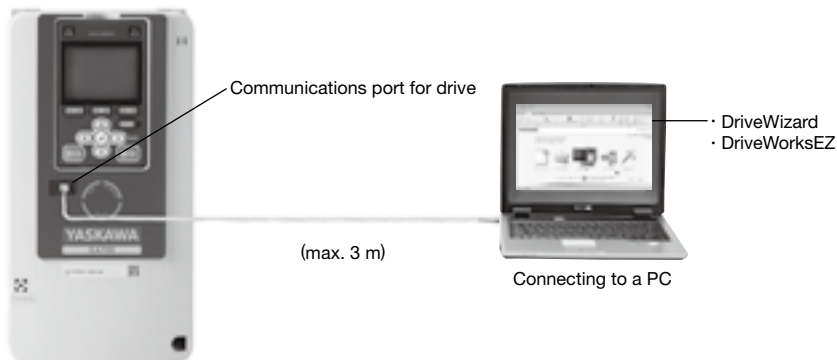 Communications port for drive
· DriveWizard
· DriveWorksEZ
YASKAWA
(max. 3 m)
Connecting to a PC